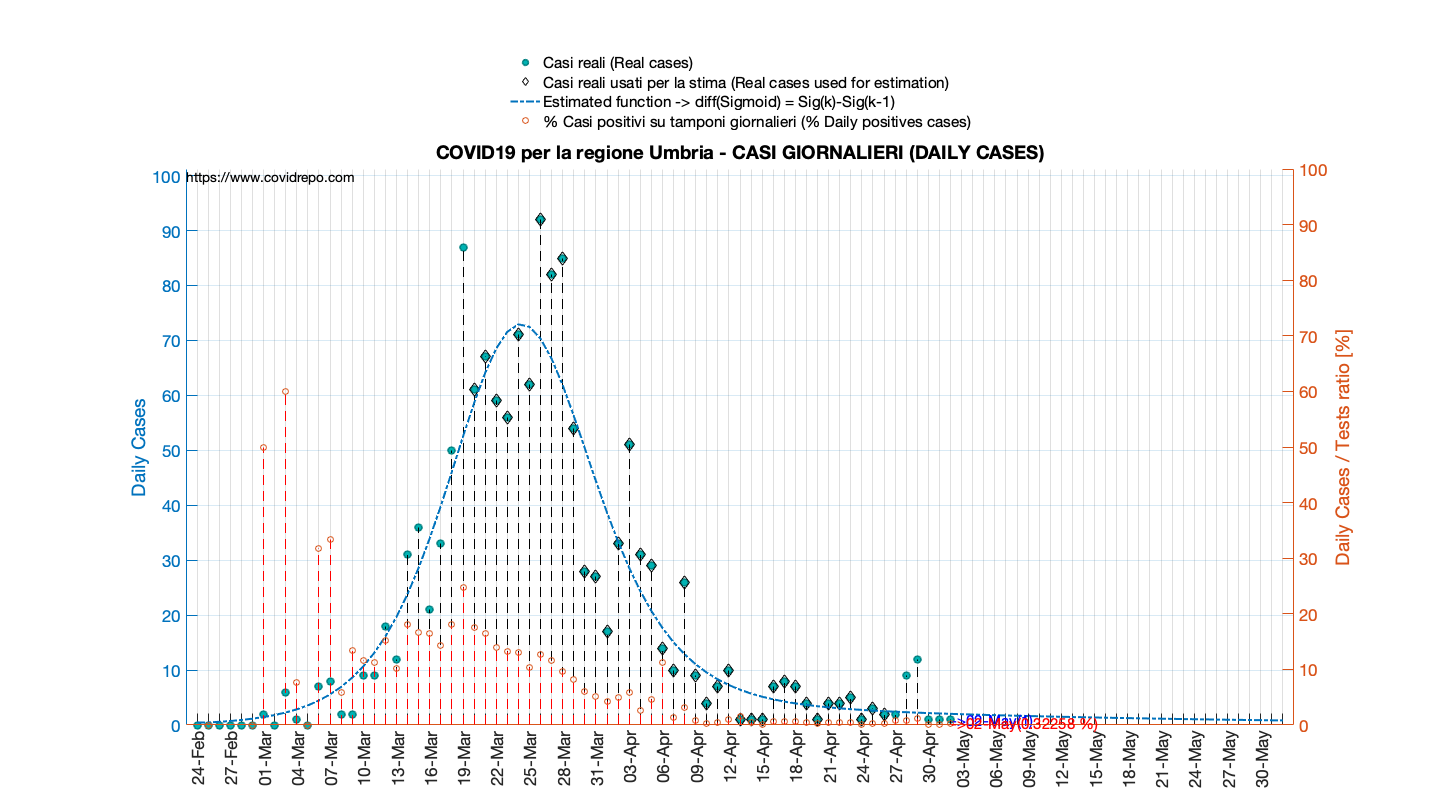 Casi reali (Real cases)
Casi reali usati per la stima (Real cases used for estimation)
Estimated function -> diff(Sigmoid) = Sig(k)-Sig(k-1)
% Casi positivi su tamponi giornalieri (% Daily positives cases)
COVID19 per la regione Umbria - CASI GIORNALIERI (DAILY CASES)
https://www.covidrepo.com
Daily Cases
100
90
80
70
60
50
40
30
20
10
0
100
90
80
70
60
50
40
30
20
10
0
Daily Cases / Tests ratio [%]
->02-May(0.32258 %)
24-Feb
27-Feb
01-Mar
04-Mar
07-Mar
10-Mar
13-Mar
16-Mar
19-Mar
22-Mar
25-Mar
28-Mar
31-Mar
03-Apr
06-Apr
09-Apr
12-Apr
15-Apr
18-Apr
21-Apr
24-Apr
27-Apr
30-Apr
03-May
06-May
09-May
12-May
15-May
18-May
21-May
24-May
27-May
30-May